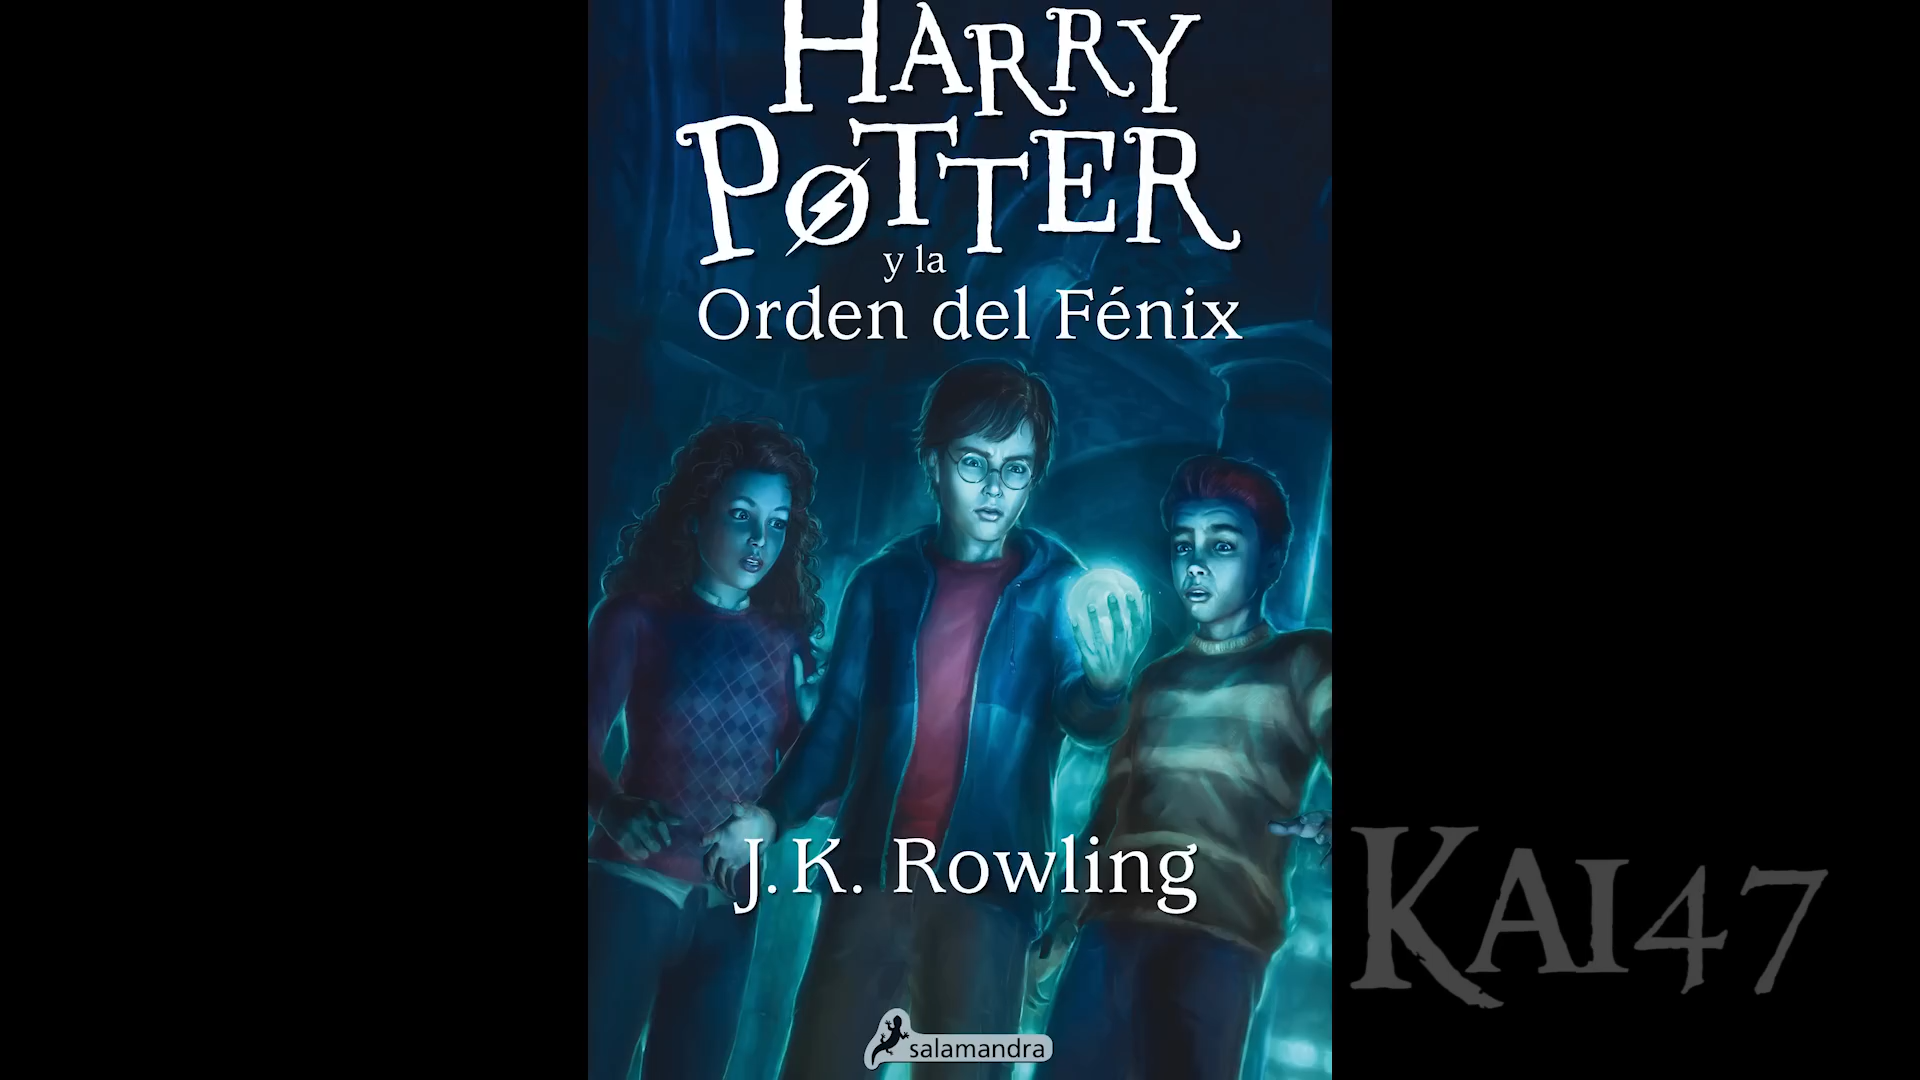 HARRY
POTTER
y la
Orden del Fénix
J.K. Rowling
salamandra
KAI47